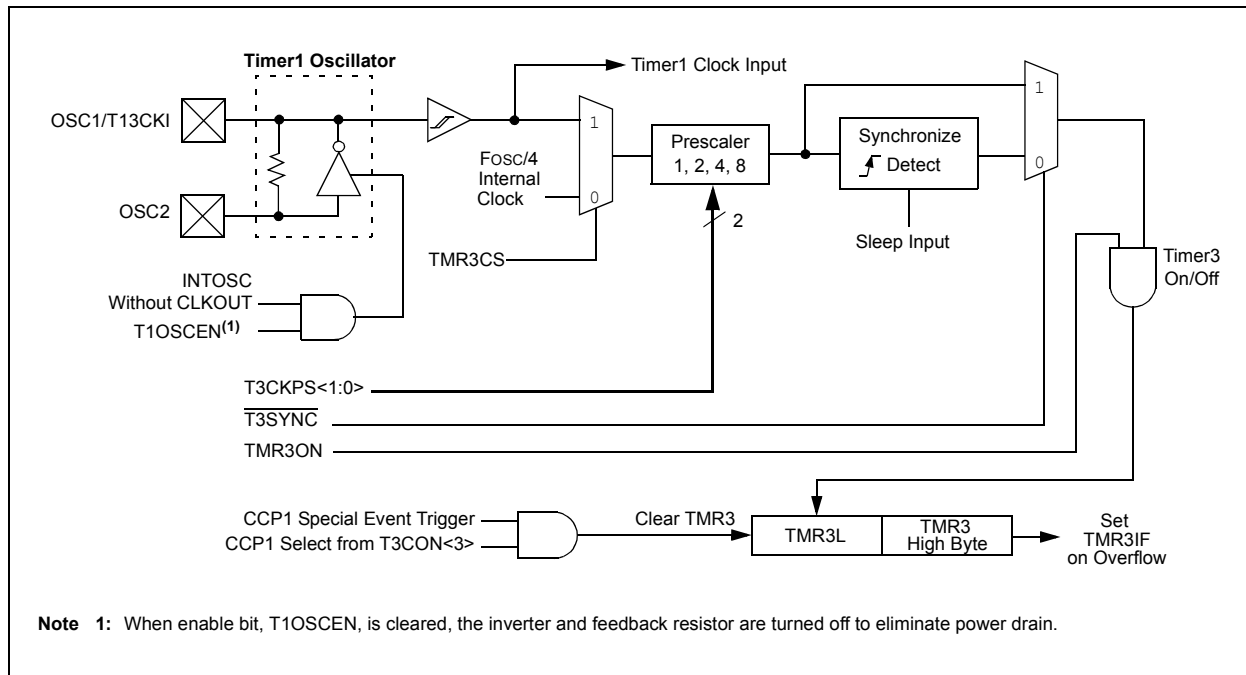 Timer1 Oscillator
Timer1 Clock Input
OSC1/T13CKI
1
1
Prescaler
1, 2, 4, 8
Synchronize
Detect
FOSC/4
Internal
Clock
0
0
OSC2
2
Sleep Input
TMR3CS
Timer3
On/Off
INTOSC
Without CLKOUT
T1OSCEN(1)
T3CKPS<1:0>
T3SYNC
TMR3ON
CCP1 Special Event Trigger
CCP1 Select from T3CON<3>
Clear TMR3
TMR3L
TMR3
High Byte
Set
TMR3IF
on Overflow
Note 1: When enable bit, T1OSCEN, is cleared, the inverter and feedback resistor are turned off to eliminate power drain.